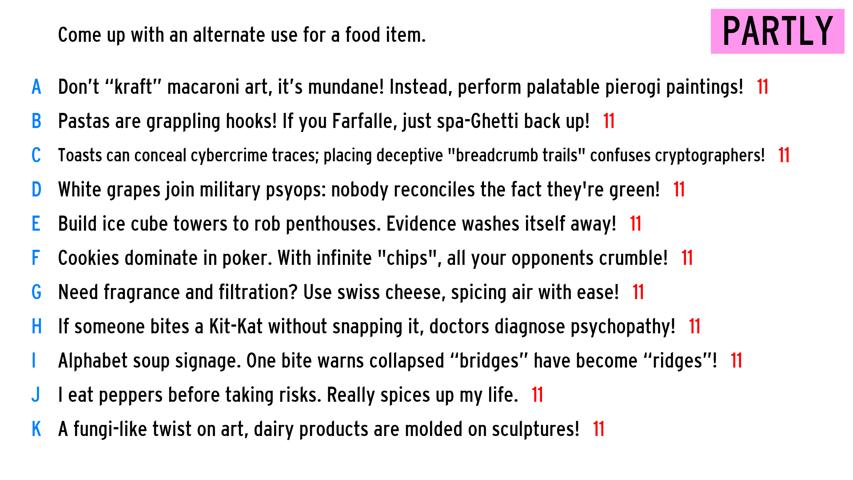 Come up with an alternate use for a food item.
PARTLY
A Don't “kraft” macaroni art, it's mundane! Instead, perform palatable pierogi paintings! 11
B Pastas are grappling hooks! If you Farfalle, just spa-Ghetti back up! 11
C Toasts can conceal cybercrime traces; placing deceptive "breadcrumb trails" confuses cryptographers! 11
D White grapes join military psyops: nobody reconciles the fact they're green! 11
E Build ice cube towers to rob penthouses. Evidence washes itself away! 11
F Cookies dominate in poker. With infinite "chips", all your opponents crumble! 11
G Need fragrance and filtration? Use swiss cheese, spicing air with ease! 11
H If someone bites a Kit-Kat without snapping it, doctors diagnose psychopathy! 11
I Alphabet soup signage. One bite warns collapsed “bridges” have become “ridges”! 11
J I eat peppers before taking risks. Really spices up my life. 11
K A fungi-like twist on art, dairy products are molded on sculptures! 11